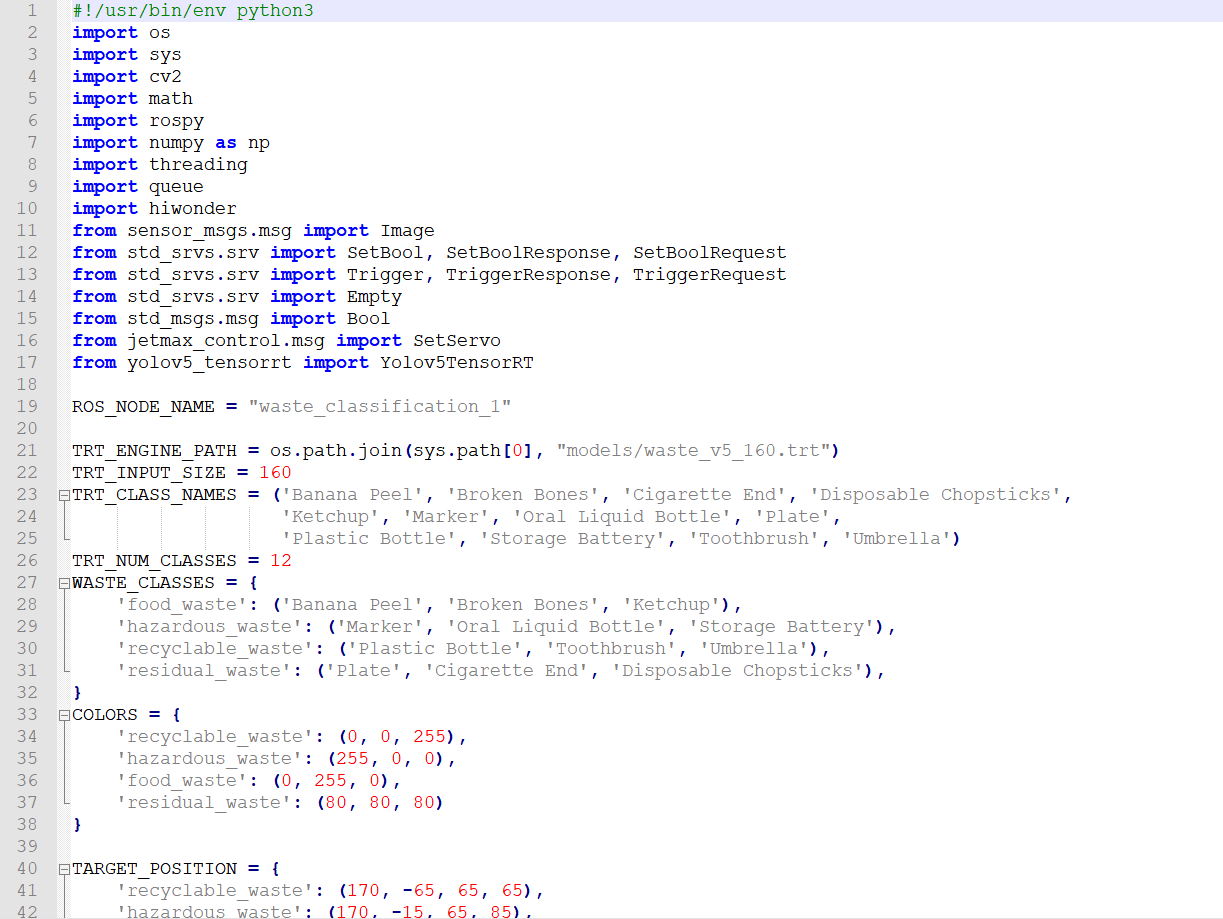 1 #!/usr/bin/env python3
2 import os
3 import sys
4 import cv2
5 import math
6 import rospy
7 import numpy as np
8 import threading
9 import queue
10 import hiwonder
11 from sensor_msgs.msg import Image
12 from std_srvs.srv import SetBool, SetBoolResponse, SetBoolRequest
13 from std_srvs.srv import Trigger, TriggerResponse, TriggerRequest
14 from std_srvs.srv import Empty
15 from std_msgs.msg import Bool
16 from jetmax_control.msg import SetServo
17 from yolov5_tensorrt import Yolov5TensorRT
18
19 ROS_NODE_NAME = "waste_classification_1"
20
21 TRT_ENGINE_PATH = os.path.join(sys.path[0], "models/waste_v5_160.trt")
22 TRT_INPUT_SIZE = 160
23 TRT_CLASS_NAMES = ('Banana Peel', 'Broken Bones', 'Cigarette End', 'Disposable Chopsticks',
24                    'Ketchup', 'Marker', 'Oral Liquid Bottle', 'Plate',
25                    'Plastic Bottle', 'Storage Battery', 'Toothbrush', 'Umbrella')
26 TRT_NUM_CLASSES = 12
27 WASTE_CLASSES = {
28     'food_waste': ('Banana Peel', 'Broken Bones', 'Ketchup'),
29     'hazardous_waste': ('Marker', 'Oral Liquid Bottle', 'Storage Battery'),
30     'recyclable_waste': ('Plastic Bottle', 'Toothbrush', 'Umbrella'),
31     'residual_waste': ('Plate', 'Cigarette End', 'Disposable Chopsticks'),
32 }
33 COLORS = {
34     'recyclable_waste': (0, 0, 255),
35     'hazardous_waste': (255, 0, 0),
36     'food_waste': (0, 255, 0),
37     'residual_waste': (80, 80, 80)
38 }
39
40 TARGET_POSITION = {
41     'recyclable_waste': (170, -65, 65, 65),
42     'hazardous_waste': (170, -15, 65, 85),